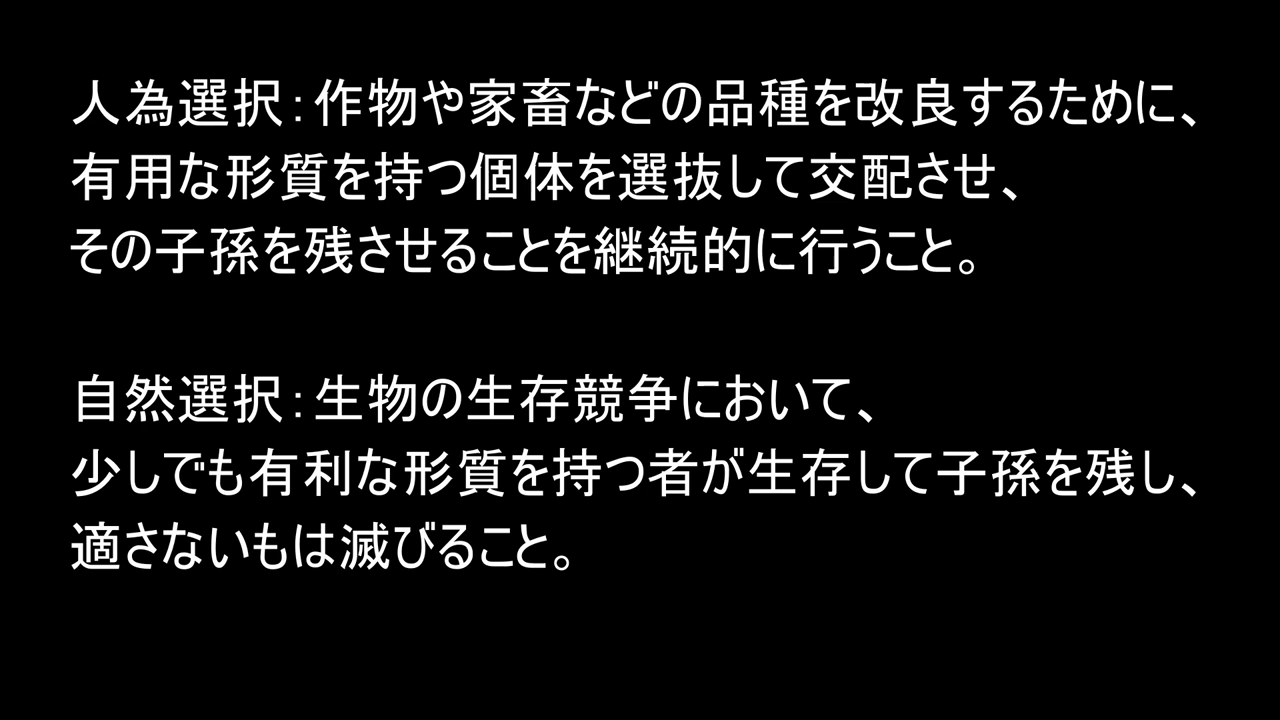 人為選択:作物や家畜などの品種を改良するために、
有用な形質を持つ個体を選抜して交配させ、
その子孫を残させることを継続的に行うこと。
自然選択:生物の生存競争において、
少しでも有利な形質を持つ者が生存して子孫を残し、
適さないもは滅びること。